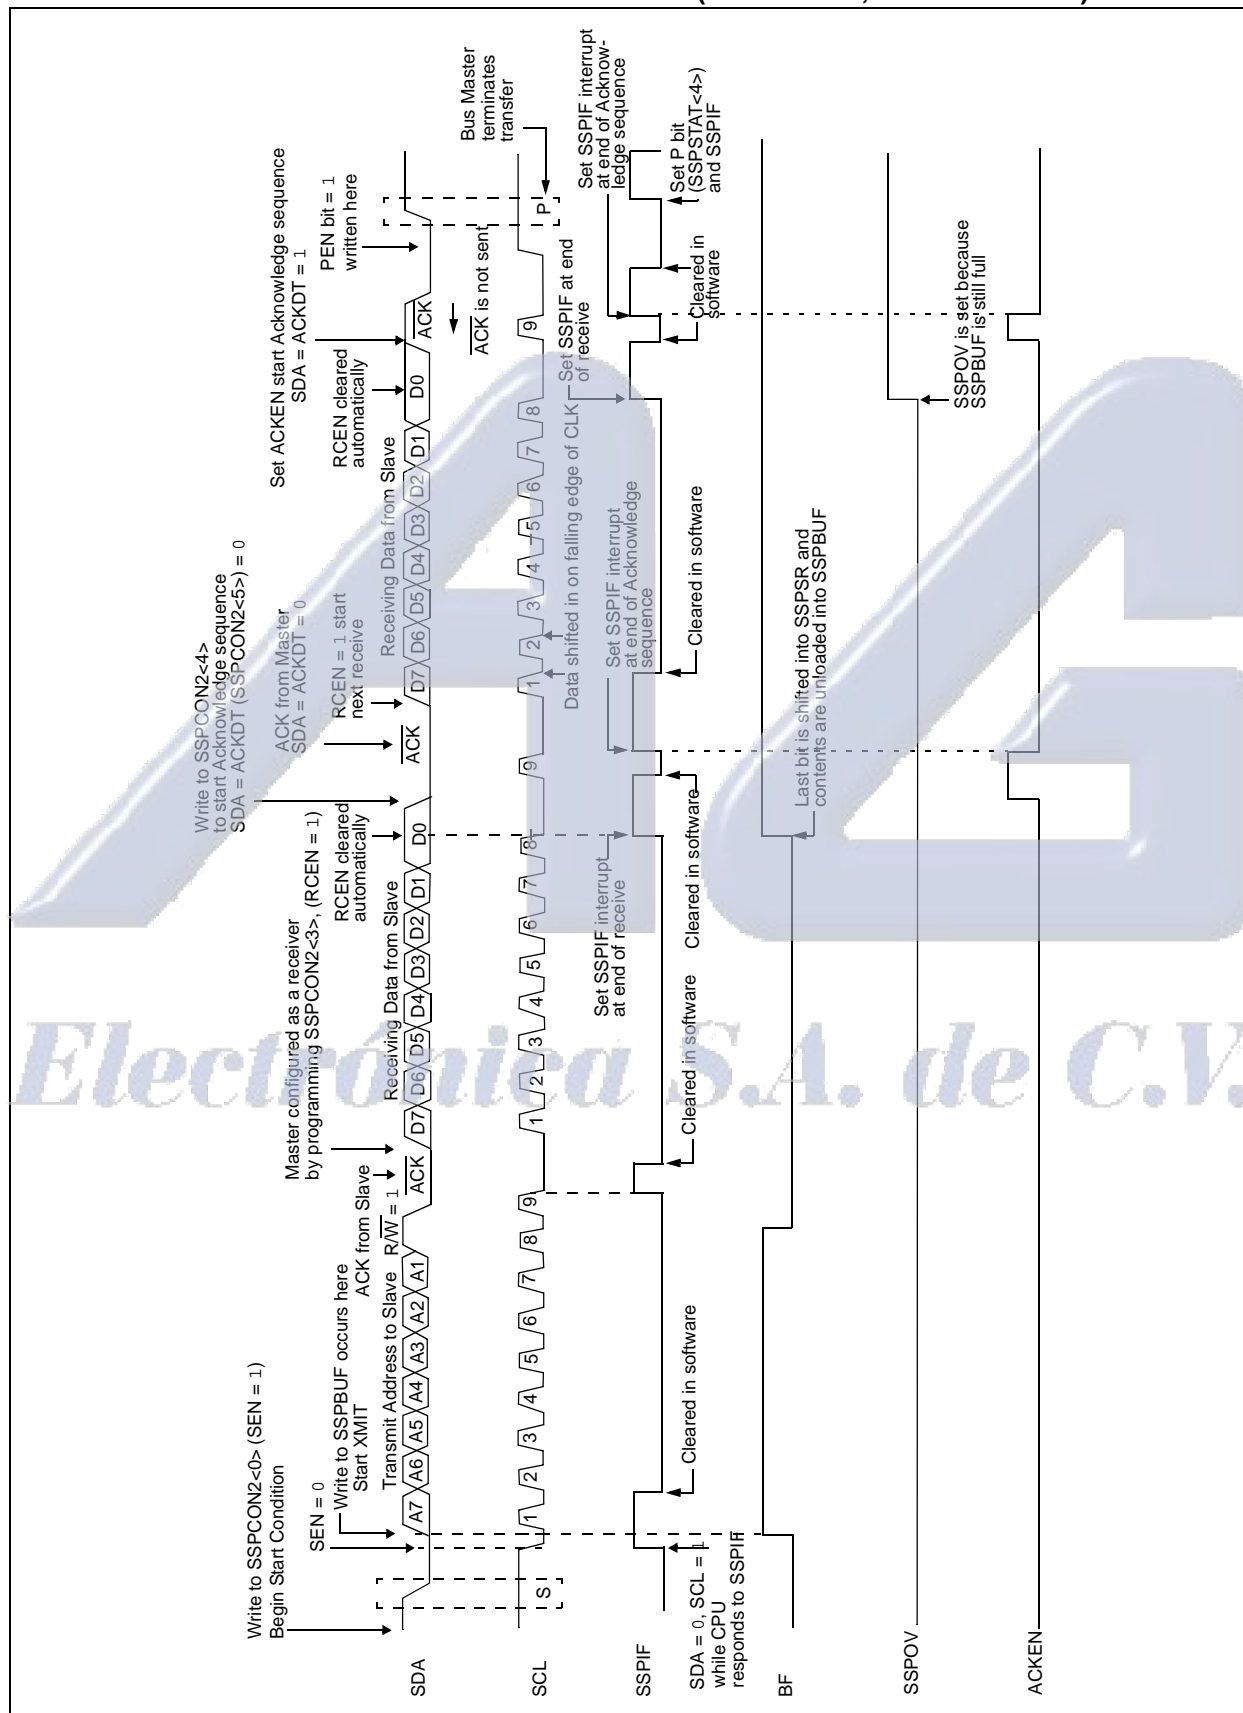 Write to SSPCON2<0> (SEN = 1)
Begin Start Condition
SEN = 0
Write to SSPBUF occurs here
Start XMIT
ACK from Slave
Transmit Address to Slave
R/W = 1
Master configured as a receiver
by programming SSPCON2<3>, (RCEN = 1)
Receiving Data from Slave
RCEN cleared
automatically
Write to SSPCON2<4>
to start Acknowledge sequence
SDA = ACKDT (SSPCON2<5>) = 0
ACK from Master
SDA = ACKDT = 0
RCEN = 1 start
next receive
Receiving Data from Slave
RCEN cleared
automatically
Set ACKEN start Acknowledge sequence
SDA = ACKDT = 1
PEN bit = 1
written here
SDA
A7 A6 A5 A4 A3 A2 A1
ACK
D7 D6 D5 D4 D3 D2 D1 D0
ACK
D7 D6 D5 D4 D3 D2 D1 D0
ACK
ACK is not sent
Bus Master
terminates
transfer
SCL
S
1 2 3 4 5 6 7 8 9
1 2 3 4 5 6 7 8 9
1 2 3 4 5 6 7 8 9
P
Data shifted in on falling edge of CLK
Set SSPIF at end
of receive
Set SSPIF interrupt
at end of receive
Set SSPIF interrupt
at end of Acknowledge
sequence
Set SSPIF interrupt
at end of Acknow-
ledge sequence
SSPIF
SDA = 0, SCL = 1
while CPU
responds to SSPIF
Cleared in software
Cleared in software
Cleared in software
Cleared in software
Cleared in
software
Set P bit
(SSPSTAT<4>)
and SSPIF
BF
Last bit is shifted into SSPSR and
contents are unloaded into SSPBUF
SSPOV
SSPOV is set because
SSPBUF is still full
ACKEN
AG
Electrónica S.A. de C.V.